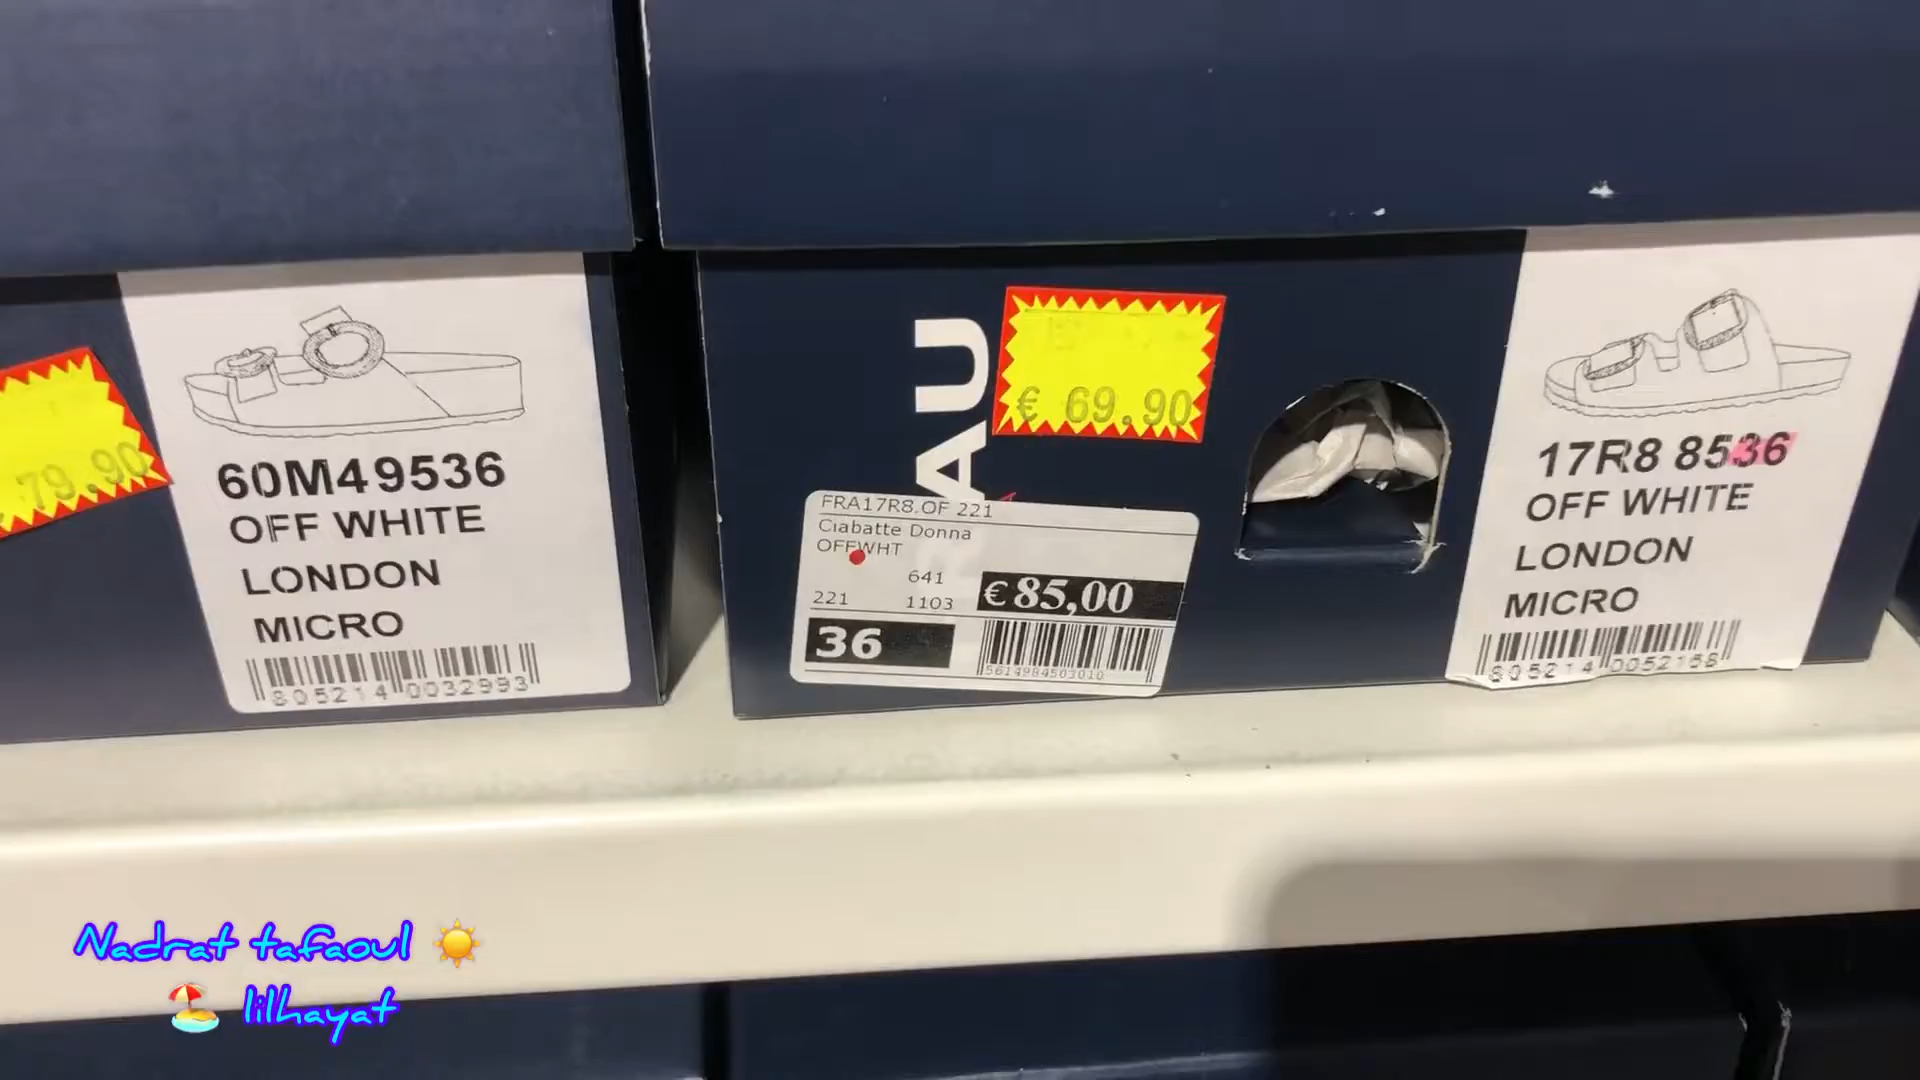 79.90
60M49536
OFF WHITE
LONDON
MICRO
805214 0032993
AU
€ 69.90
FRA17R8.OF 221
Ciabatte Donna
OFFWHT
641
221 1103
€ 85,00
36
5614984503010
17R8 8536
OFF WHITE
LONDON
MICRO
805214 0052158
Nadrat tafaoul ☀️
🏖️ lilhayat